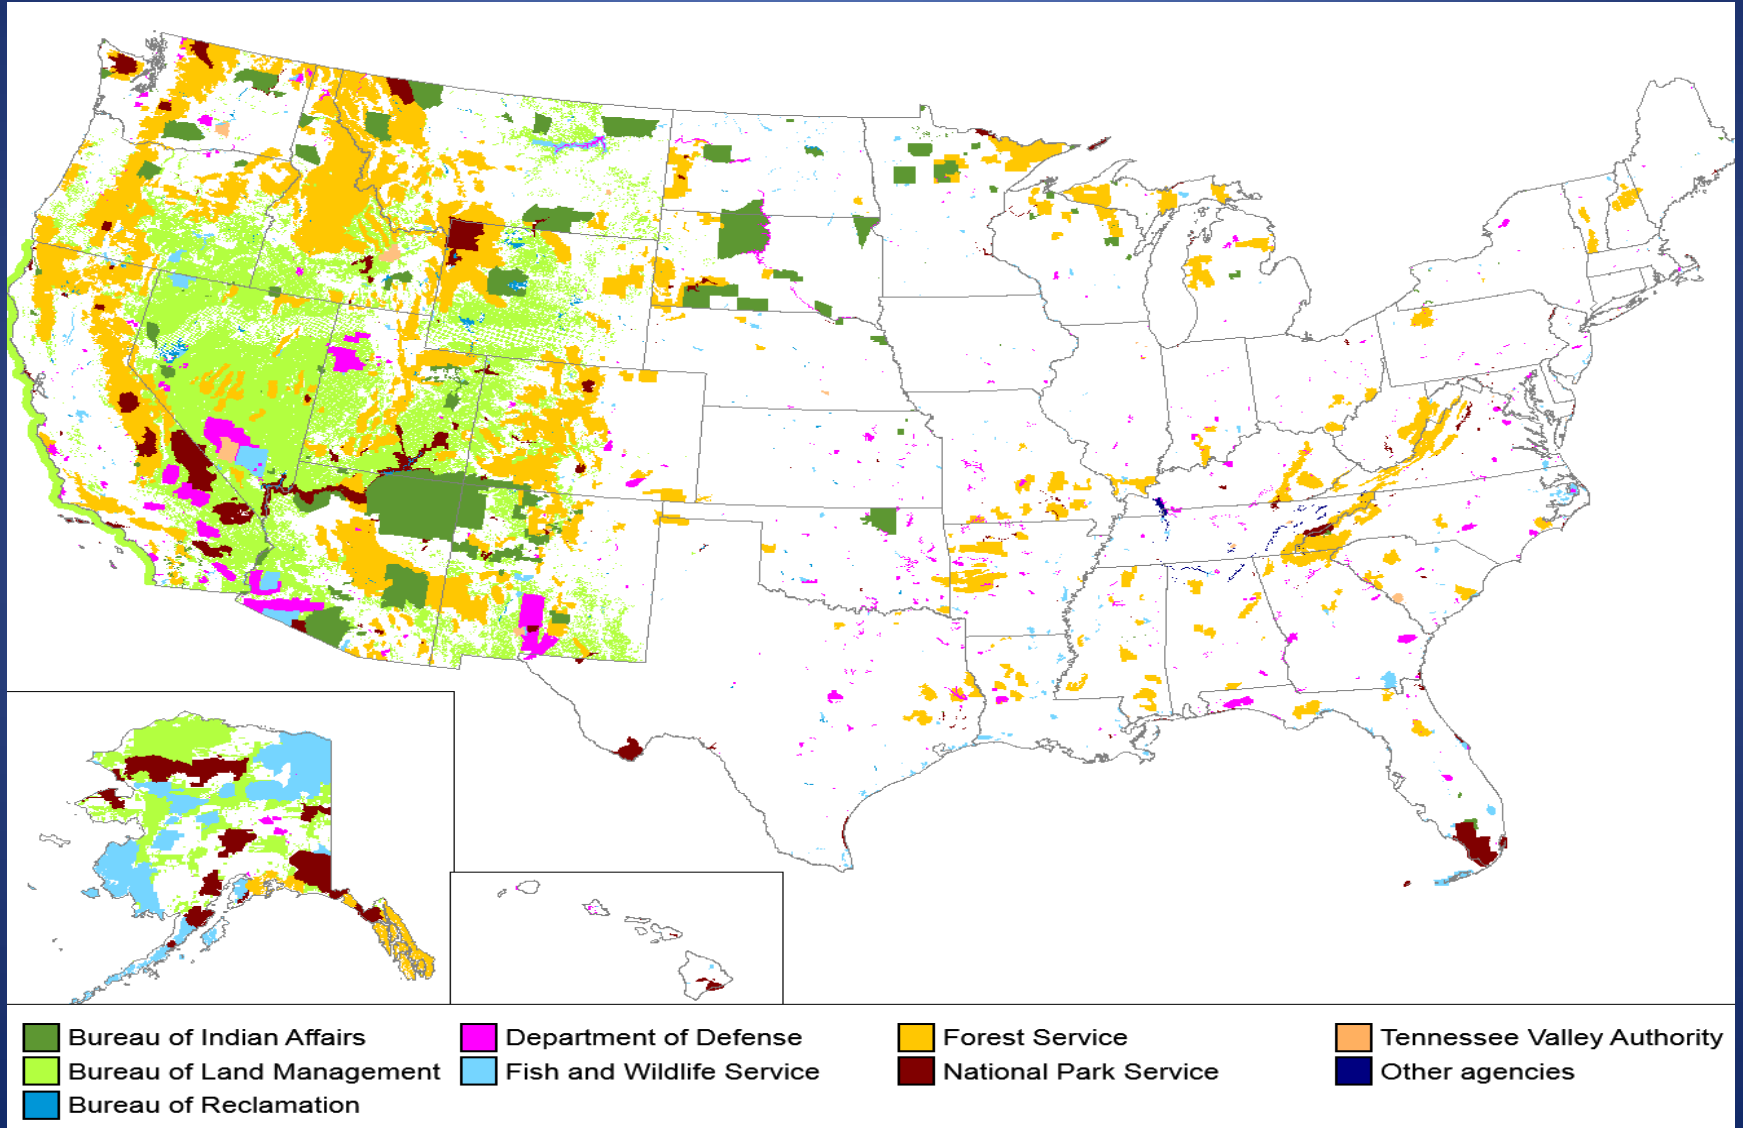 Bureau of Indian Affairs
Bureau of Land Management
Bureau of Reclamation
Department of Defense
Fish and Wildlife Service
Forest Service
National Park Service
Tennessee Valley Authority
Other agencies